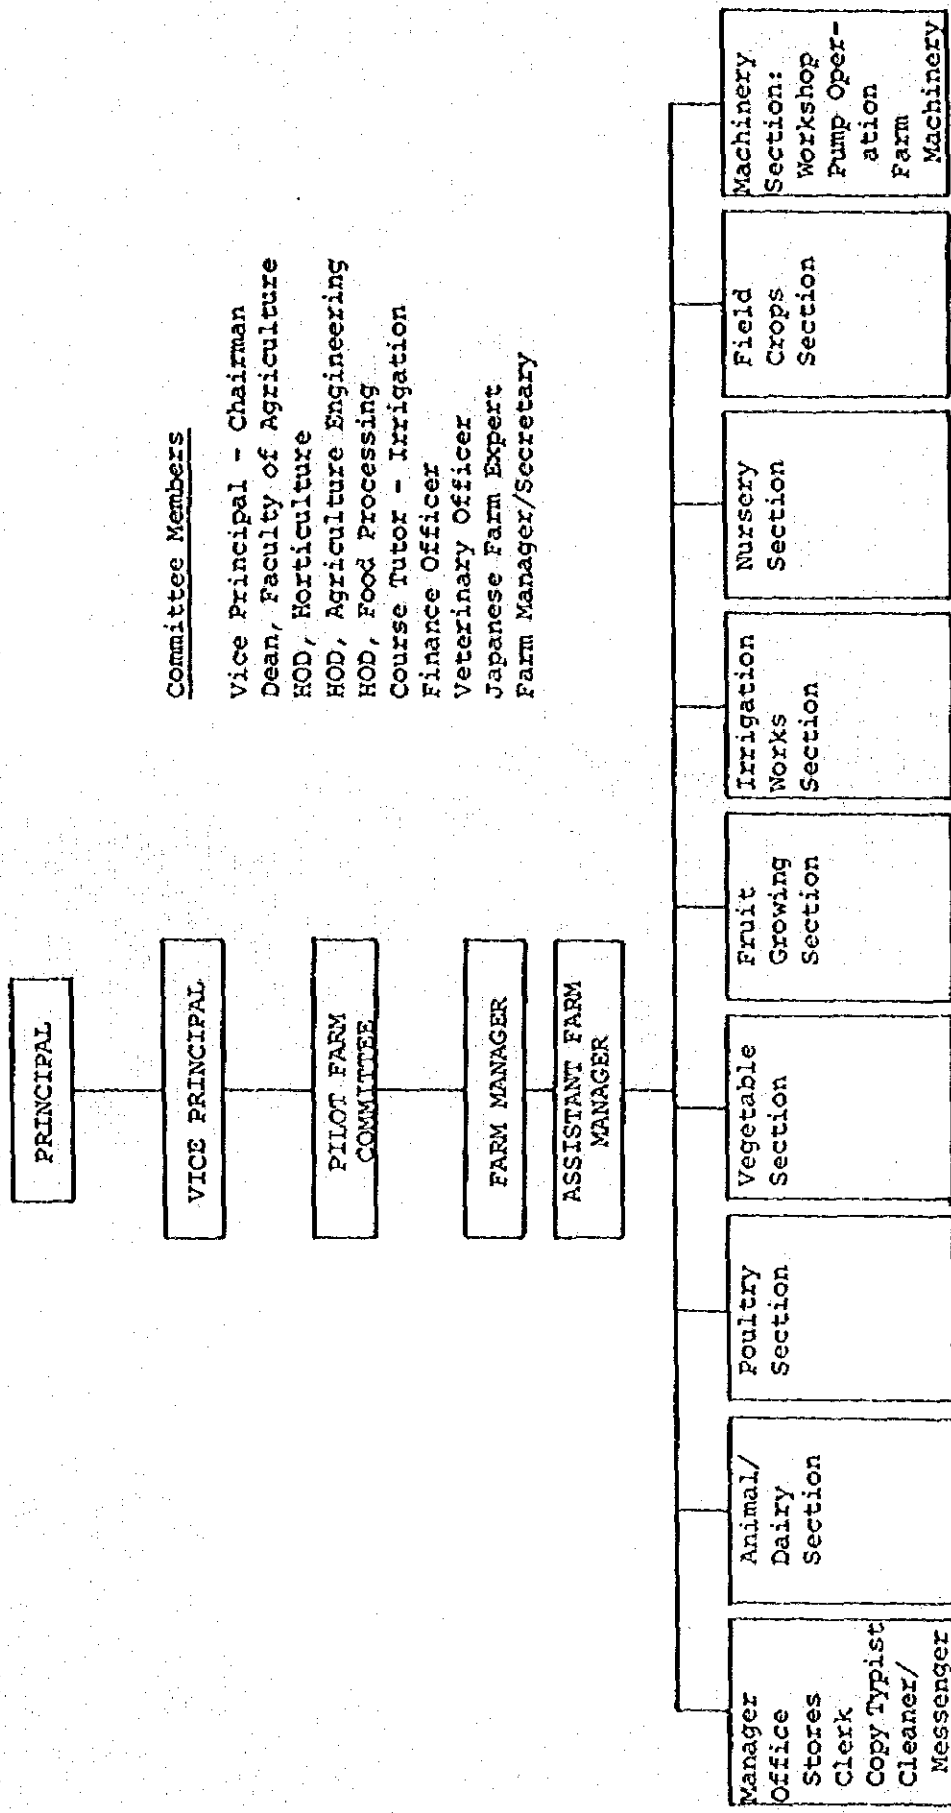 PRINCIPAL
VICE PRINCIPAL
PILOT FARM
COMMITTEE
FARM MANAGER
ASSISTANT FARM
MANAGER
Committee Members
Vice Principal - Chairman
Dean, Faculty of Agriculture
HOD, Horticulture
HOD, Agriculture Engineering
HOD, Food Processing
Course Tutor - Irrigation
Finance Officer
Veterinary Officer
Japanese Farm Expert
Farm Manager/Secretary
Manager
Office
Stores
Clerk
Copy Typist
Cleaner/
Messenger
Animal/
Dairy
Section
Poultry
Section
Vegetable
Section
Fruit
Growing
Section
Irrigation
Works
Section
Nursery
Section
Field
Crops
Section
Machinery
Section:
Workshop
Pump Oper-
ation
Farm
Machinery